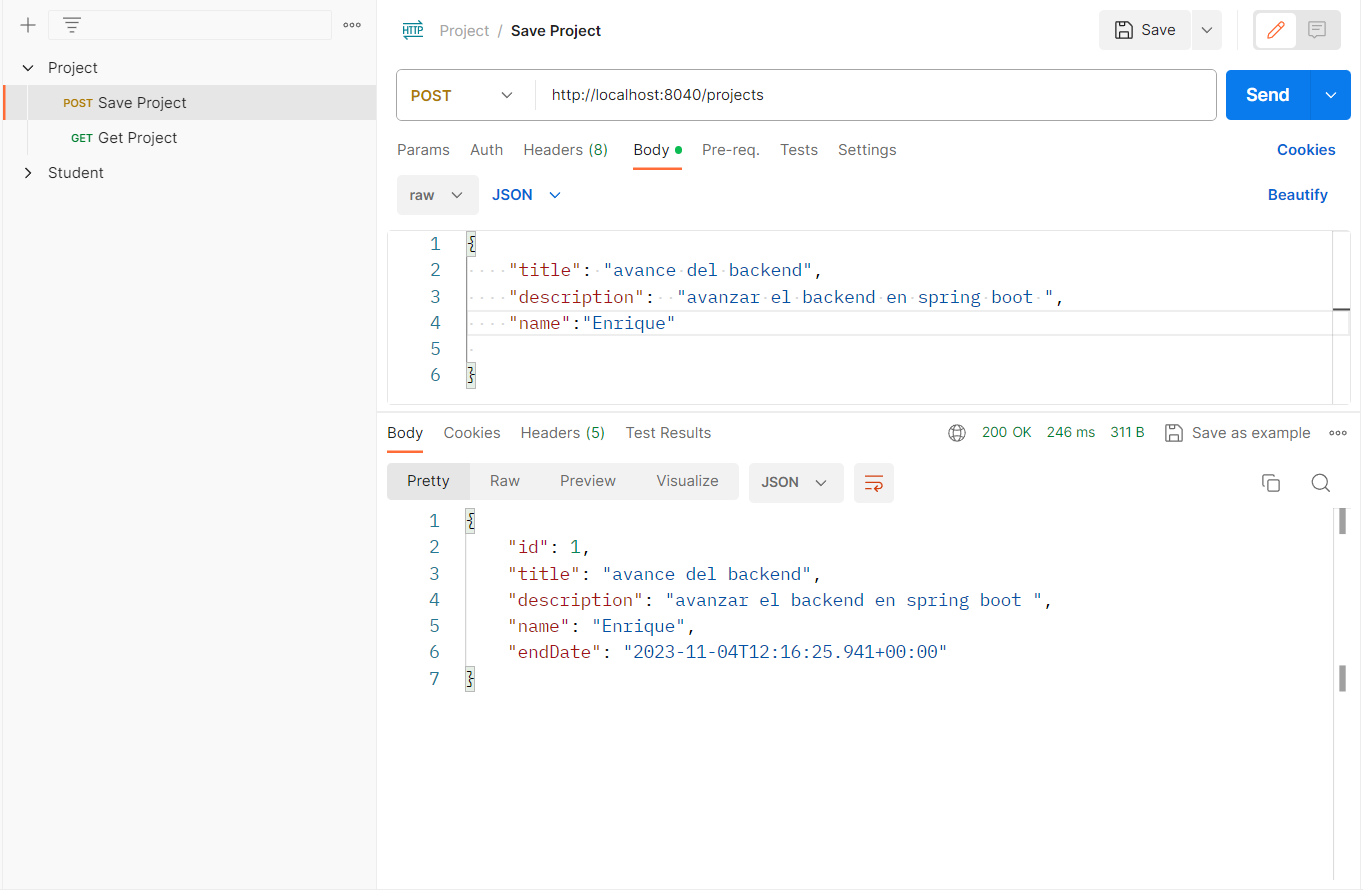 Project
POST Save Project
GET Get Project
Student
HTTP Project / Save Project
Save
POST http://localhost:8040/projects
Send
Params Auth Headers (8) Body Pre-req. Tests Settings Cookies
raw JSON Beautify
1 {
2 "title": "avance del backend",
3 "description":  "avanzar el backend en spring boot ",
4 "name":"Enrique"
5
6 }
Body Cookies Headers (5) Test Results 200 OK 246 ms 311 B Save as example
Pretty Raw Preview Visualize JSON
1 {
2 "id": 1,
3 "title": "avance del backend",
4 "description": "avanzar el backend en spring boot ",
5 "name": "Enrique",
6 "endDate": "2023-11-04T12:16:25.941+00:00"
7 }